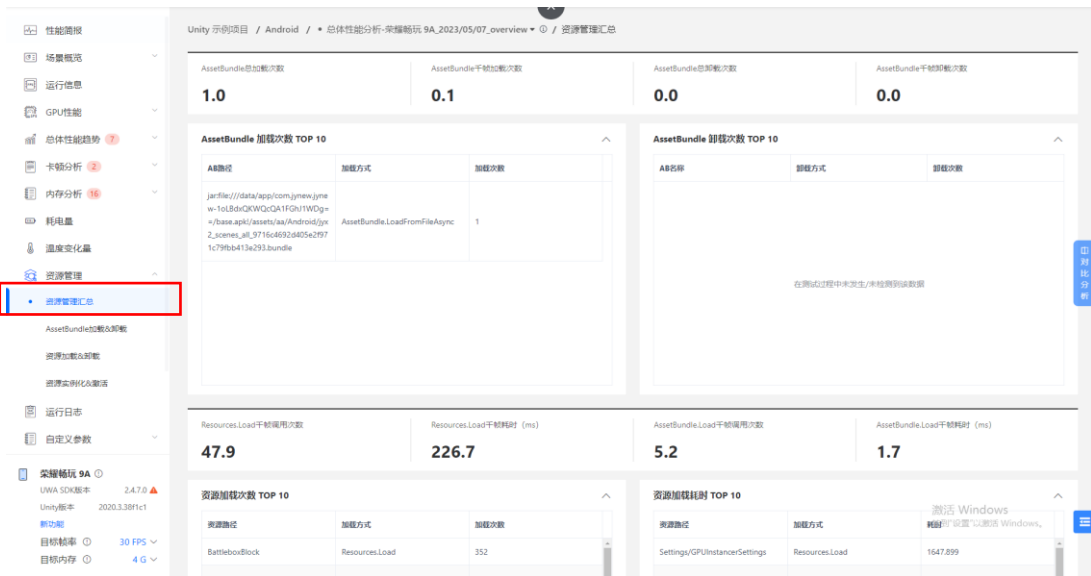 性能简报
场景概览
运行信息
GPU性能
总体性能趋势 7
卡顿分析 2
内存分析 16
耗电量
温度变化量
资源管理
资源管理汇总
AssetBundle加载&卸载
资源加载&卸载
资源实例化&激活
运行日志
自定义参数
荣耀畅玩 9A
UWA SDK版本 2.4.7.0
Unity版本 2020.3.38f1c1
新功能
目标帧率 30 FPS
目标内存 4 G
Unity 示例项目 / Android / • 总体性能分析-荣耀畅玩 9A_2023/05/07_overview / 资源管理汇总
AssetBundle总加载次数 AssetBundle千帧加载次数 AssetBundle总卸载次数 AssetBundle千帧卸载次数
1.0 0.1 0.0 0.0
AssetBundle 加载次数 TOP 10
AB路径 加载方式 加载次数
jar:file:///data/app/com.jynew.jyne
w-1oLBdxQKWQcQA1FGhJ1WDg=
=/base.apk!/assets/aa/Android/jyx
2_scenes_all_9716c4692d405e2f97
1c79fbb413e293.bundle
AssetBundle.LoadFromFileAsync 1
AssetBundle 卸载次数 TOP 10
AB名称 卸载方式 卸载次数
在测试过程中未发生/未检测到该数据
对比分析
Resources.Load千帧调用次数 Resources.Load千帧耗时（ms） AssetBundle.Load千帧调用次数 AssetBundle.Load千帧耗时（ms）
47.9 226.7 5.2 1.7
资源加载次数 TOP 10
资源路径 加载方式 加载次数
BattleboxBlock Resources.Load 352
资源加载耗时 TOP 10
资源路径 加载方式 耗时
Settings/GPUInstancerSettings Resources.Load 1647.899
激活 Windows
"设置"以激活 Windows。